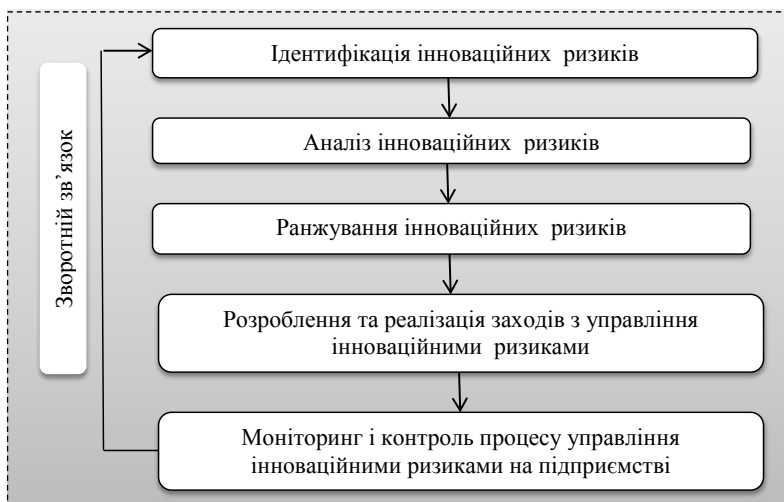 Ідентифікація інноваційних ризиків
Аналіз інноваційних ризиків
Ранжування інноваційних ризиків
Розроблення та реалізація заходів з управління
інноваційними ризиками
Моніторинг і контроль процесу управління
інноваційними ризиками на підприємстві
Зворотній зв’язок